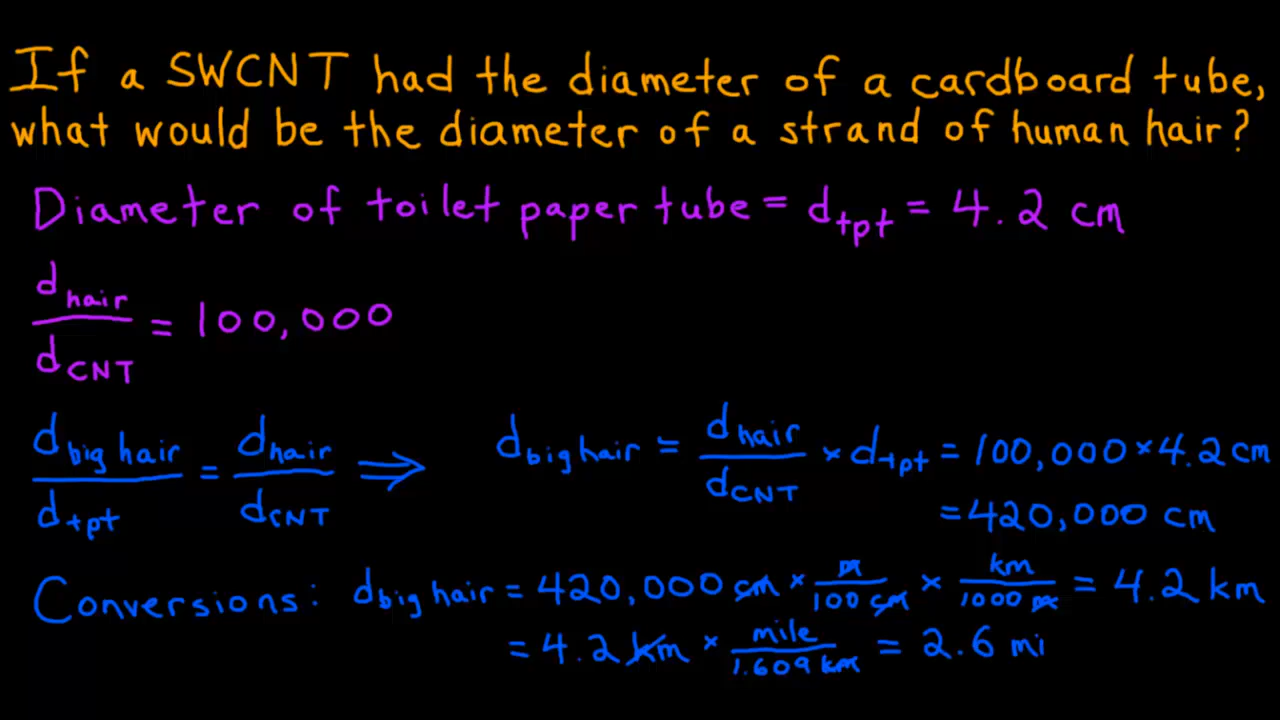 If a SWCNT had the diameter of a cardboard tube,
what would be the diameter of a strand of human hair?
Diameter of toilet paper tube = d_tpt = 4.2 cm
d_hair / d_CNT = 100,000
d_big hair / d_tpt = d_hair / d_CNT ⇒ d_big hair = d_hair / d_CNT × d_tpt = 100,000 × 4.2 cm
= 420,000 cm
Conversions: d_big hair = 420,000 cm × m / 100 cm × km / 1000 m = 4.2 km
= 4.2 km × mile / 1.609 km = 2.6 mi